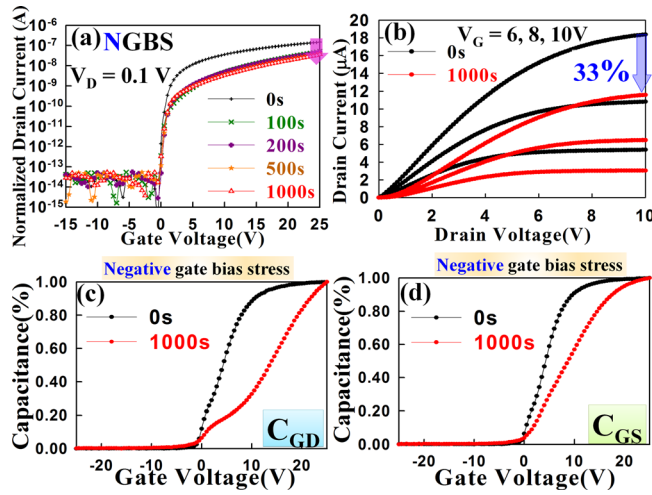 (a) NGBS
V_D = 0.1 V
0s
100s
200s
500s
1000s
Normalized Drain Current (A)
10^-6
10^-7
10^-8
10^-9
10^-10
10^-11
10^-12
10^-13
10^-14
10^-15
-15 -10 -5 0 5 10 15 20 25
Gate Voltage(V)
(b) V_G = 6, 8, 10V
0s
1000s
33%
Drain Current (μA)
20
18
16
14
12
10
8
6
4
2
0
0 2 4 6 8 10
Drain Voltage(V)
Negative gate bias stress
(c)
0s
1000s
C_GD
Capacitance(%)
1.00
0.80
0.60
0.40
0.20
0.00
-20 -10 0 10 20
Gate Voltage(V)
Negative gate bias stress
(d)
0s
1000s
C_GS
Capacitance(%)
1.00
0.80
0.60
0.40
0.20
0.00
-20 -10 0 10 20
Gate Voltage(V)